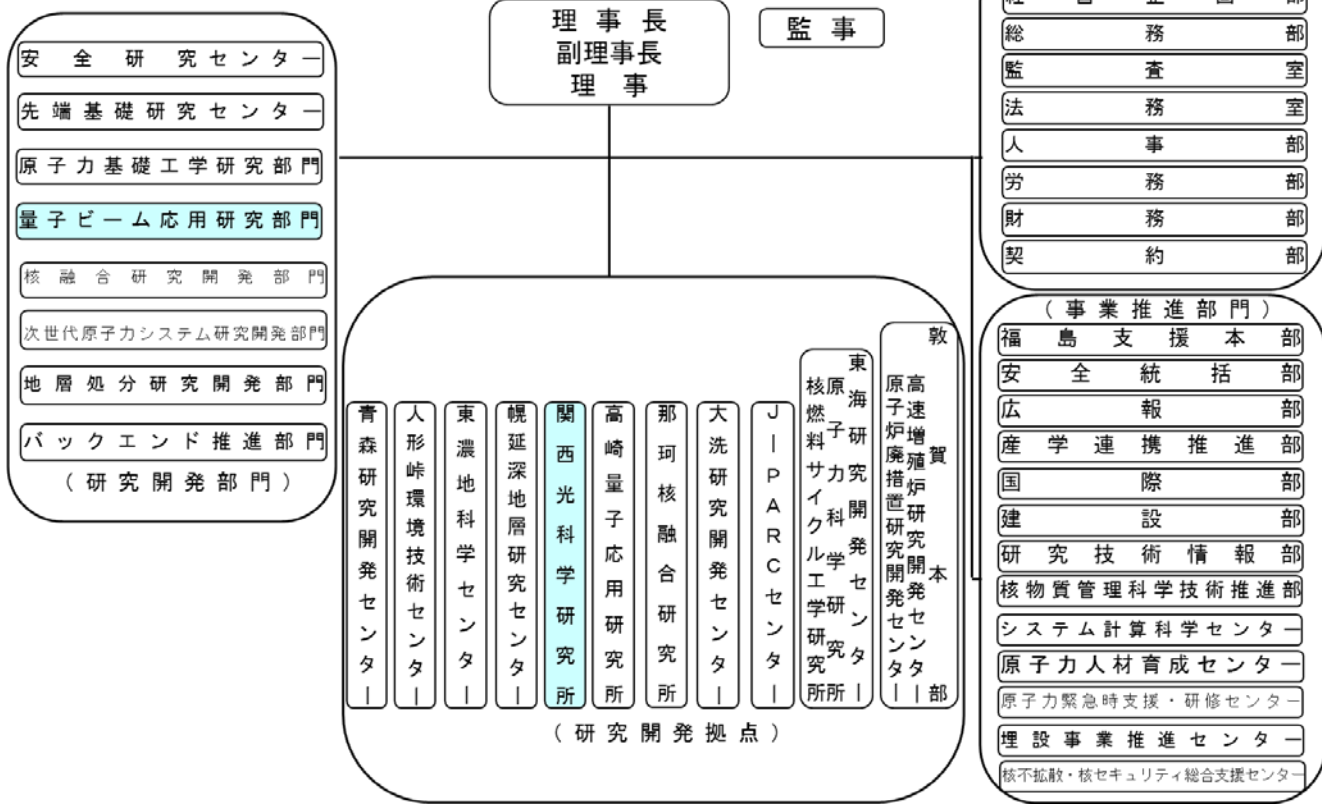 安全研究センター
先端基礎研究センター
原子力基礎工学研究部門
量子ビーム応用研究部門
核融合研究開発部門
次世代原子力システム研究開発部門
地層処分研究開発部門
バックエンド推進部門
(研究開発部門)
理事長
副理事長
理事
監事
総務部
監査室
法務室
人事部
労務部
財務部
契約部
(事業推進部門)
福島支援本部
安全統括部
広報部
産学連携推進部
国際部
建設部
研究技術情報部
核物質管理科学技術推進部
システム計算科学センター
原子力人材育成センター
原子力緊急時支援・研修センター
埋設事業推進センター
核不拡散・核セキュリティ総合支援センター
敦賀本部
高速増殖炉研究開発センター
原子炉廃措置研究開発センター
東海研究開発センター
原子力科学研究所
核燃料サイクル工学研究所
J-PARCセンター
大洗研究開発センター
那珂核融合研究所
高崎量子応用研究所
関西光科学研究所
幌延深地層研究センター
東濃地科学センター
人形峠環境技術センター
青森研究開発センター
(研究開発拠点)